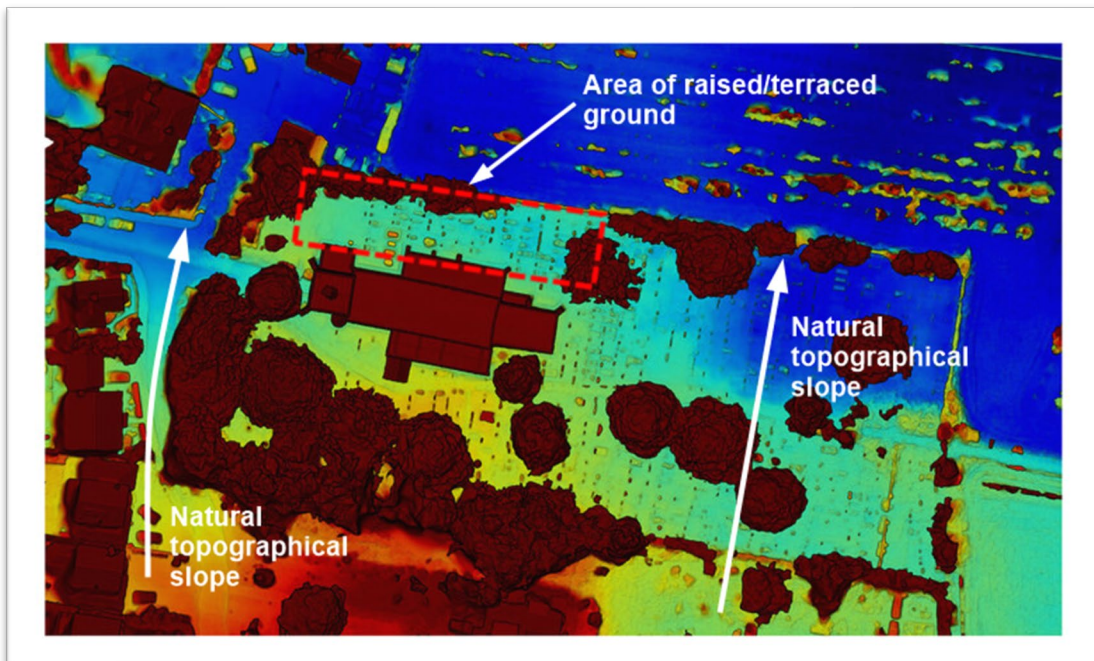 Area of raised/terraced
ground
Natural
topographical
slope
Natural
topographical
slope